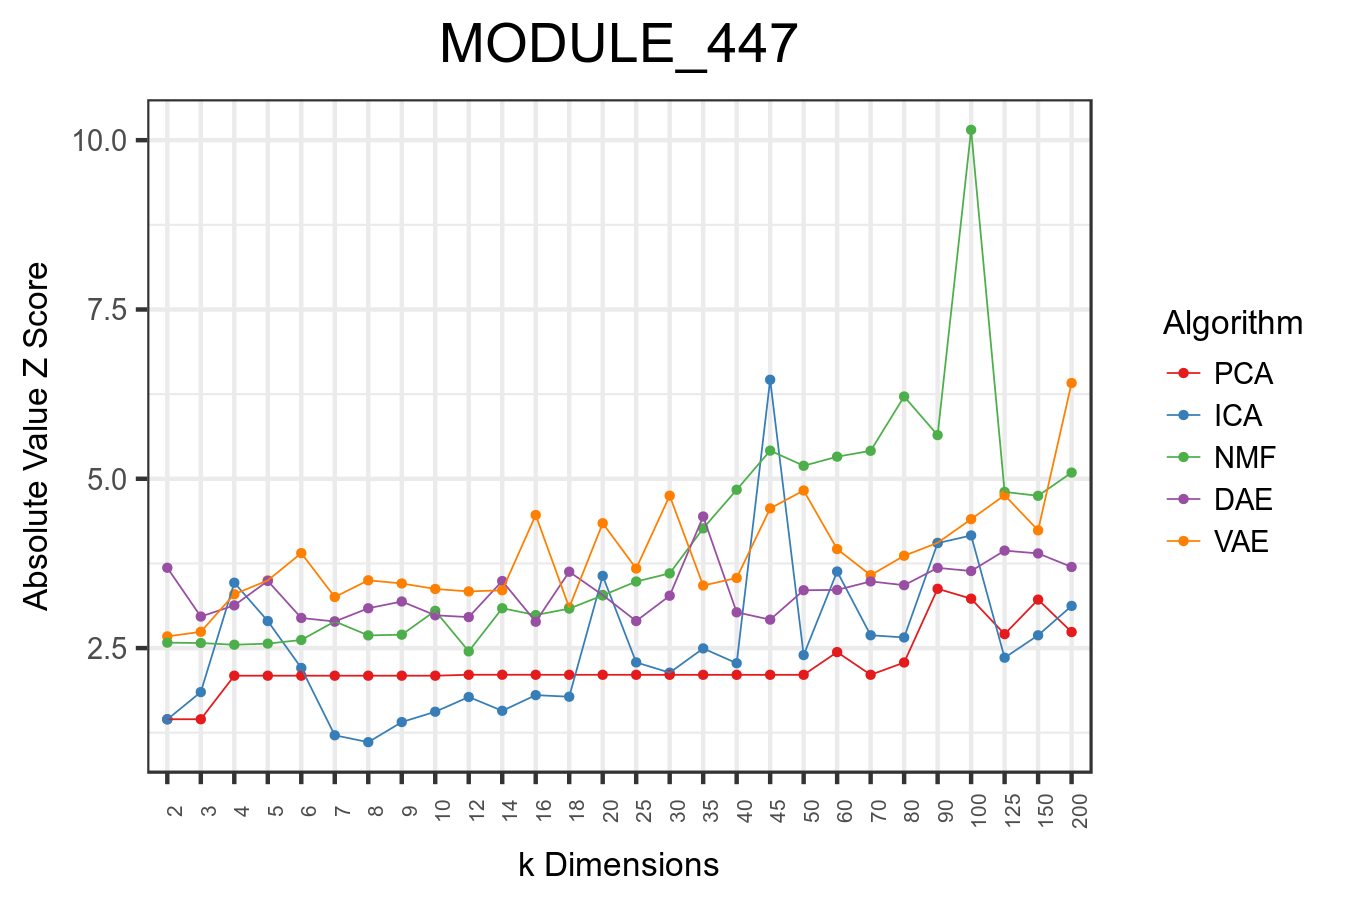 MODULE_447
Absolute Value Z Score
10.0
7.5
5.0
2.5
2 3 4 5 6 7 8 9 10 12 14 16 18 20 25 30 35 40 45 50 60 70 80 90 100 125 150 200
k Dimensions
Algorithm
PCA
ICA
NMF
DAE
VAE